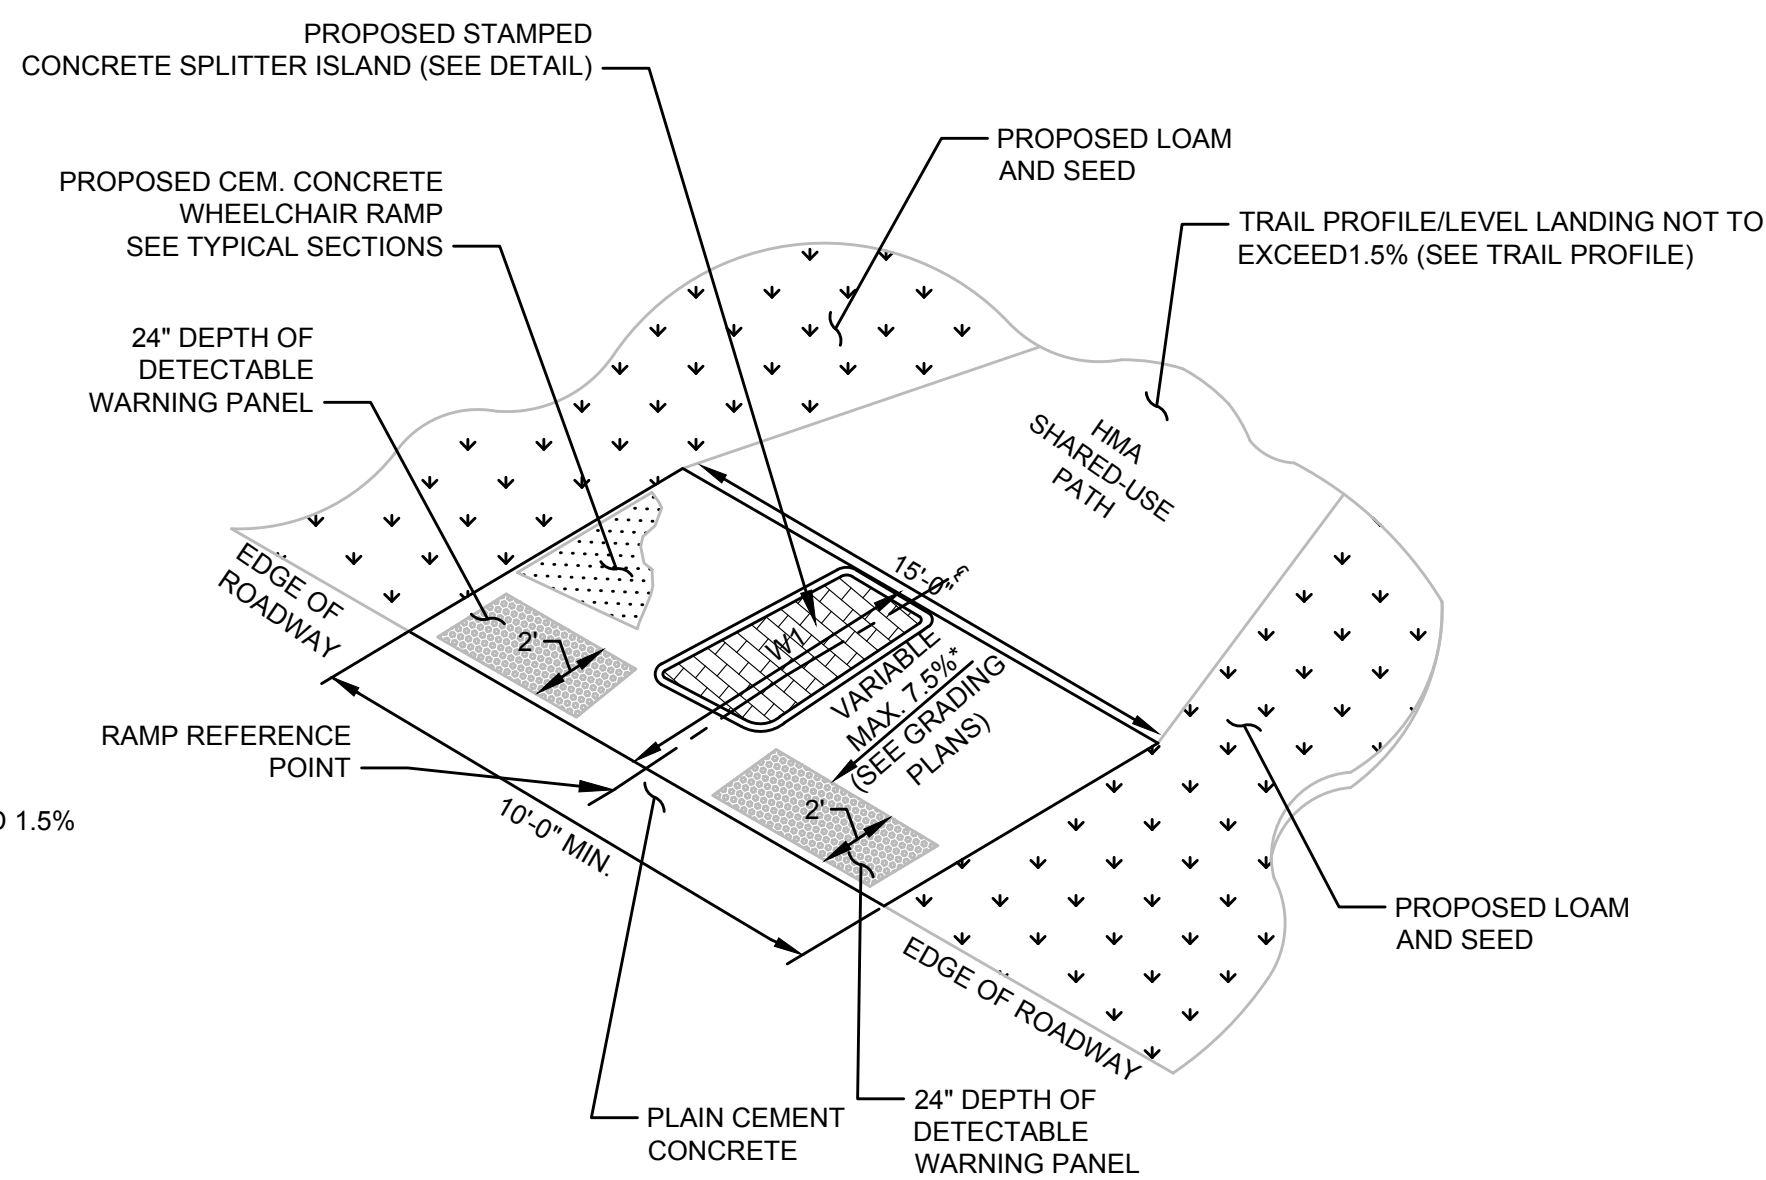 PROPOSED STAMPED
CONCRETE SPLITTER ISLAND (SEE DETAIL)
PROPOSED LOAM
AND SEED
PROPOSED CEM. CONCRETE
WHEELCHAIR RAMP
SEE TYPICAL SECTIONS
TRAIL PROFILE/LEVEL LANDING NOT TO
EXCEED1.5% (SEE TRAIL PROFILE)
24" DEPTH OF
DETECTABLE
WARNING PANEL
HMA
SHARED-USE
PATH
EDGE OF
ROADWAY
15'-0"
2'
W1
VARIABLE
MAX. 7.5%*
(SEE GRADING
PLANS)
RAMP REFERENCE
POINT
2'
10'-0" MIN.
1.5%
PROPOSED LOAM
AND SEED
EDGE OF ROADWAY
PLAIN CEMENT
CONCRETE
24" DEPTH OF
DETECTABLE
WARNING PANEL